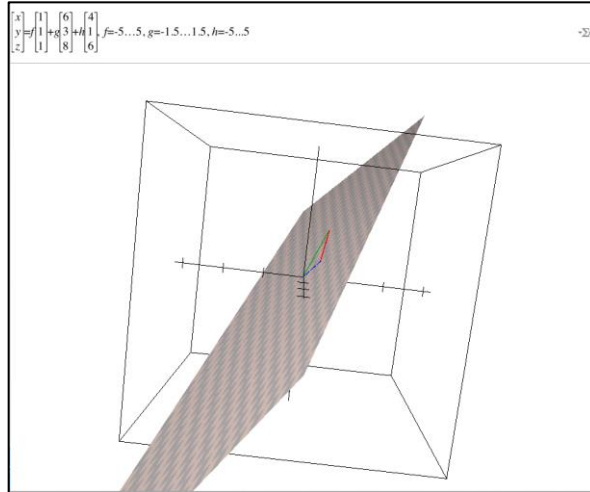 [x y z]=f[1 1 1]+g[6 3 8]+h[4 1 6], f=-5…5, g=-1.5…1.5, h=-5...5